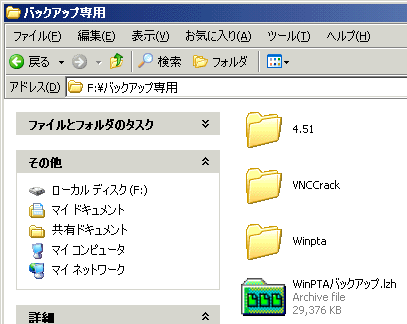 バックアップ専用
ファイル(F) 編集(E) 表示(V) お気に入り(A) ツール(T) ヘルプ(H)
戻る 検索 フォルダ
アドレス(D) F:¥バックアップ専用
ファイルとフォルダのタスク
その他
ローカル ディスク (F:)
マイ ドキュメント
共有ドキュメント
マイ コンピュータ
マイ ネットワーク
詳細
4.51
VNCCrack
Winpta
WinPTAバックアップ.lzh
Archive file
29,376 KB